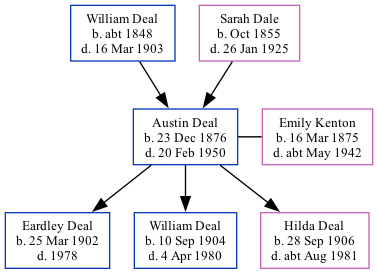 William Deal
b. abt 1848
d. 16 Mar 1903
Sarah Dale
b. Oct 1855
d. 26 Jan 1925
Austin Deal
b. 23 Dec 1876
d. 20 Feb 1950
Emily Kenton
b. 16 Mar 1875
d. abt May 1942
Eardley Deal
b. 25 Mar 1902
d. 1978
William Deal
b. 10 Sep 1904
d. 4 Apr 1980
Hilda Deal
b. 28 Sep 1906
d. abt Aug 1981